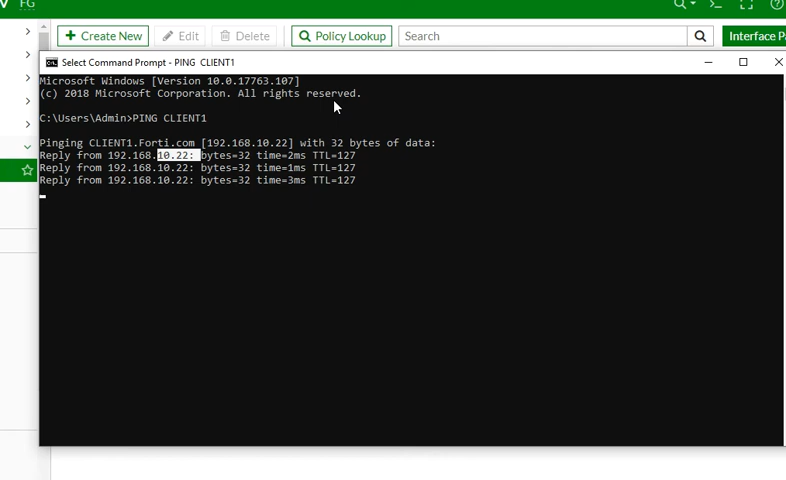 V FG
Create New Edit Delete Policy Lookup Search
Select Command Prompt - PING CLIENT1
Microsoft Windows [Version 10.0.17763.107]
(c) 2018 Microsoft Corporation. All rights reserved.
C:\Users\Admin>PING CLIENT1
Pinging CLIENT1.Forti.com [192.168.10.22] with 32 bytes of data:
Reply from 192.168.10.22: bytes=32 time=2ms TTL=127
Reply from 192.168.10.22: bytes=32 time=1ms TTL=127
Reply from 192.168.10.22: bytes=32 time=3ms TTL=127